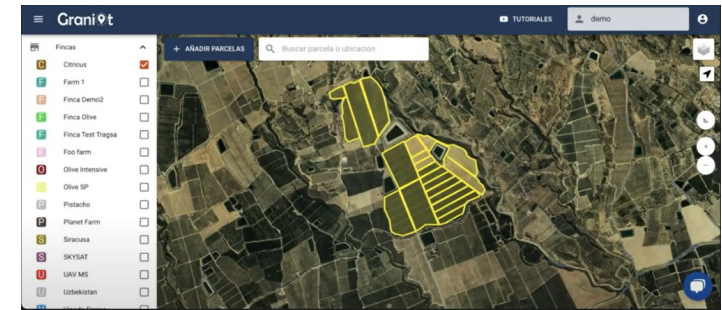 Graniot
TUTORIALES
demo
Fincas
+ AÑADIR PARCELAS
Buscar parcela o ubicación
C Citricus
F Farm 1
F Finca Demo2
F Finca Olive
F Finca Test Tragsa
F Foo farm
O Olive Intensive
O Olive SP
P Pistacho
P Planet Farm
S Siracusa
S SKYSAT
U UAV MS
U Uzbekistan